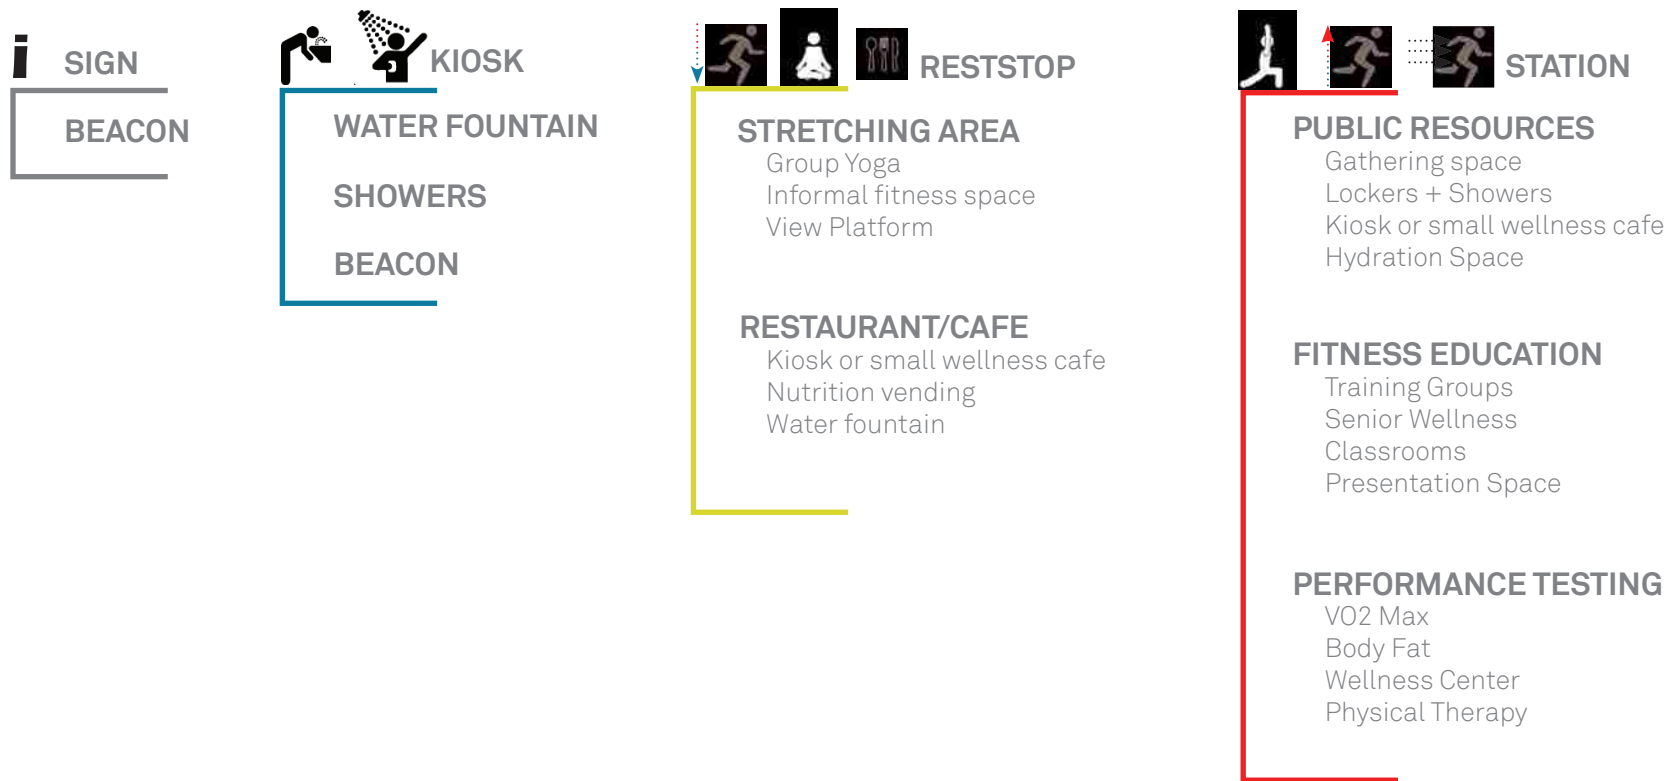 i SIGN
BEACON
KIOSK
WATER FOUNTAIN
SHOWERS
BEACON
RESTSTOP
STRETCHING AREA
Group Yoga
Informal fitness space
View Platform
RESTAURANT/CAFE
Kiosk or small wellness cafe
Nutrition vending
Water fountain
STATION
PUBLIC RESOURCES
Gathering space
Lockers + Showers
Kiosk or small wellness cafe
Hydration Space
FITNESS EDUCATION
Training Groups
Senior Wellness
Classrooms
Presentation Space
PERFORMANCE TESTING
VO2 Max
Body Fat
Wellness Center
Physical Therapy